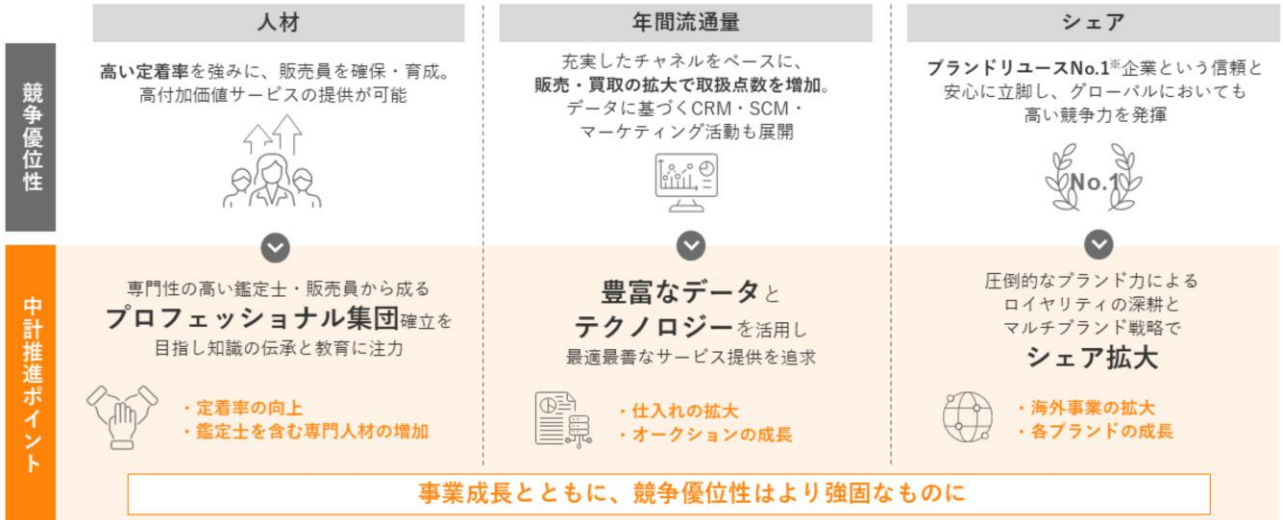 人材
年間流通量
シェア
競争優位性
高い定着率を強みに、販売員を確保・育成。
高付加価値サービスの提供が可能
充実したチャネルをベースに、
販売・買取の拡大で取扱点数を増加。
データに基づくCRM・SCM・
マーケティング活動も展開
ブランドリユースNo.1※企業という信頼と
安心に立脚し、グローバルにおいても
高い競争力を発揮
No.1
中計推進ポイント
専門性の高い鑑定士・販売員から成る
プロフェッショナル集団確立を
目指し知識の伝承と教育に注力
・定着率の向上
・鑑定士を含む専門人材の増加
豊富なデータと
テクノロジーを活用し
最適最善なサービス提供を追求
・仕入れの拡大
・オークションの成長
圧倒的なブランド力による
ロイヤリティの深耕と
マルチブランド戦略で
シェア拡大
・海外事業の拡大
・各ブランドの成長
事業成長とともに、競争優位性はより強固なものに